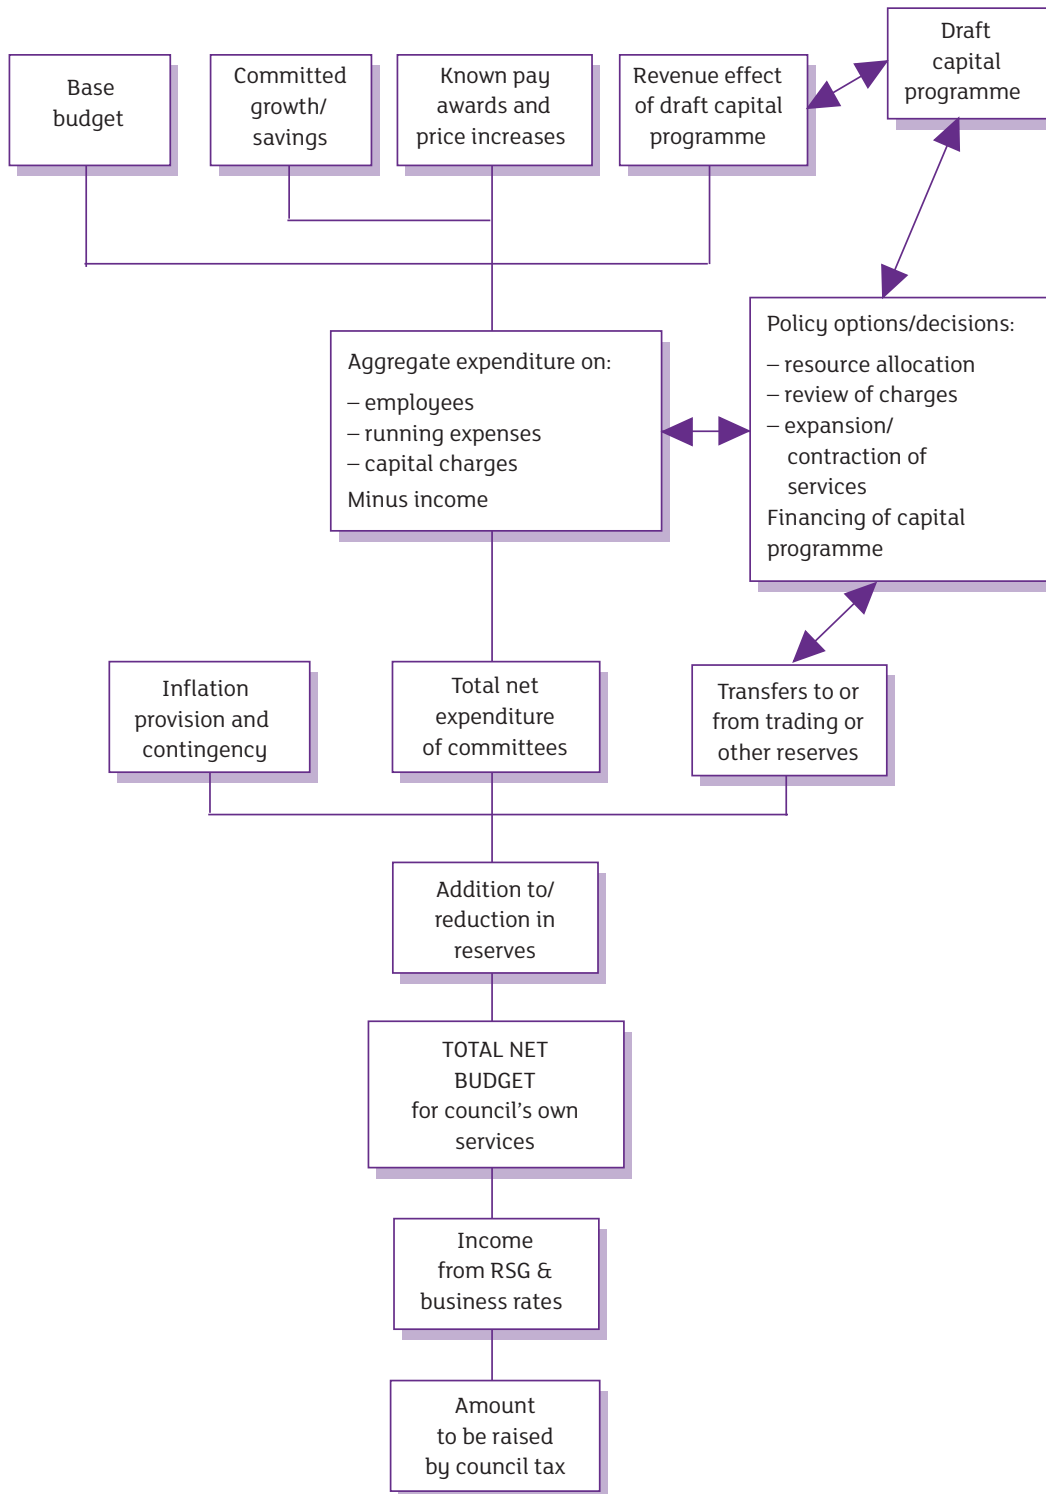 Base
budget
Committed
growth/
savings
Known pay
awards and
price increases
Revenue effect
of draft capital
programme
Draft
capital
programme
Aggregate expenditure on:
– employees
– running expenses
– capital charges
Minus income
Policy options/decisions:
– resource allocation
– review of charges
– expansion/
contraction of
services
Financing of capital
programme
Inflation
provision and
contingency
Total net
expenditure
of committees
Transfers to or
from trading or
other reserves
Addition to/
reduction in
reserves
TOTAL NET
BUDGET
for council’s own
services
Income
from RSG &
business rates
Amount
to be raised
by council tax